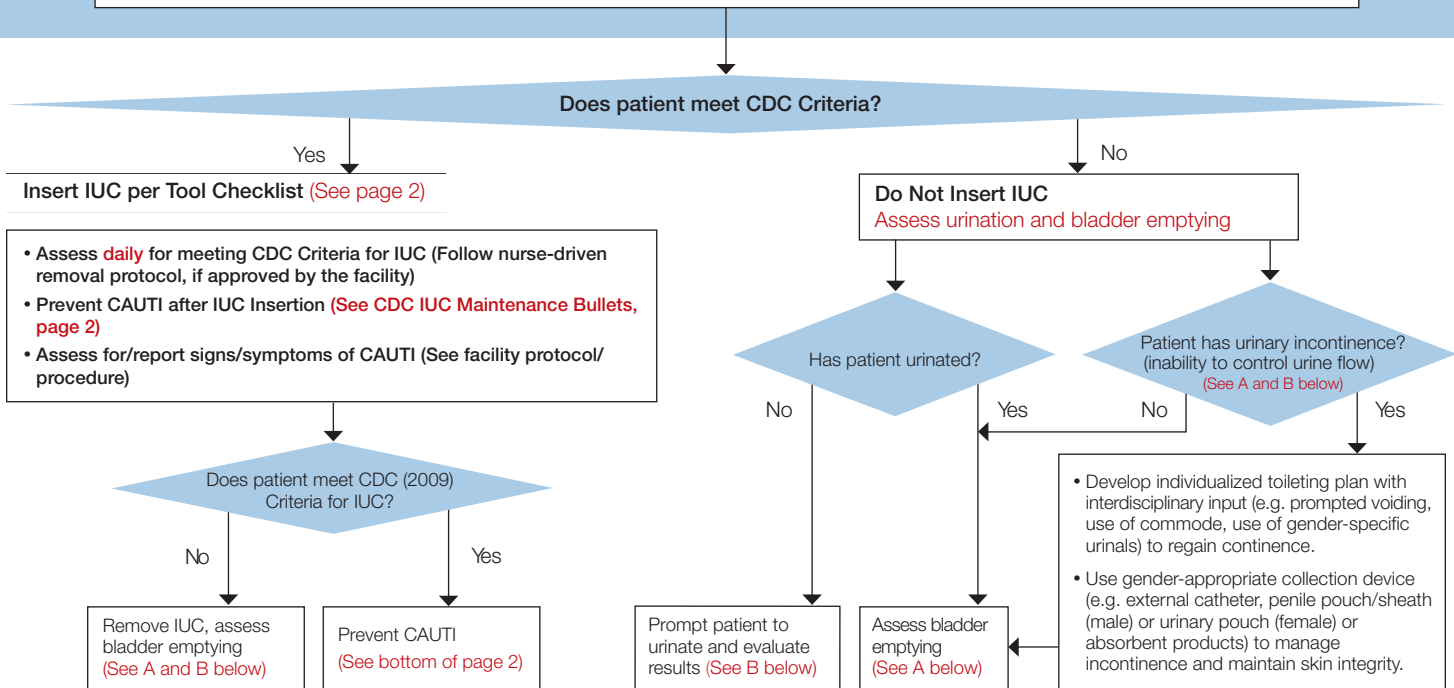 Does patient meet CDC Criteria?
Yes
No
Insert IUC per Tool Checklist (See page 2)
• Assess daily for meeting CDC Criteria for IUC (Follow nurse-driven
removal protocol, if approved by the facility)
• Prevent CAUTI after IUC Insertion (See CDC IUC Maintenance Bullets,
page 2)
• Assess for/report signs/symptoms of CAUTI (See facility protocol/
procedure)
Does patient meet CDC (2009)
Criteria for IUC?
No
Yes
Remove IUC, assess
bladder emptying
(See A and B below)
Prevent CAUTI
(See bottom of page 2)
Do Not Insert IUC
Assess urination and bladder emptying
Has patient urinated?
No
Yes
Patient has urinary incontinence?
(inability to control urine flow)
(See A and B below)
No
Yes
Prompt patient to
urinate and evaluate
results (See B below)
Assess bladder
emptying
(See A below)
• Develop individualized toileting plan with
interdisciplinary input (e.g. prompted voiding,
use of commode, use of gender-specific
urinals) to regain continence.
• Use gender-appropriate collection device
(e.g. external catheter, penile pouch/sheath
(male) or urinary pouch (female) or
absorbent products) to manage
incontinence and maintain skin integrity.